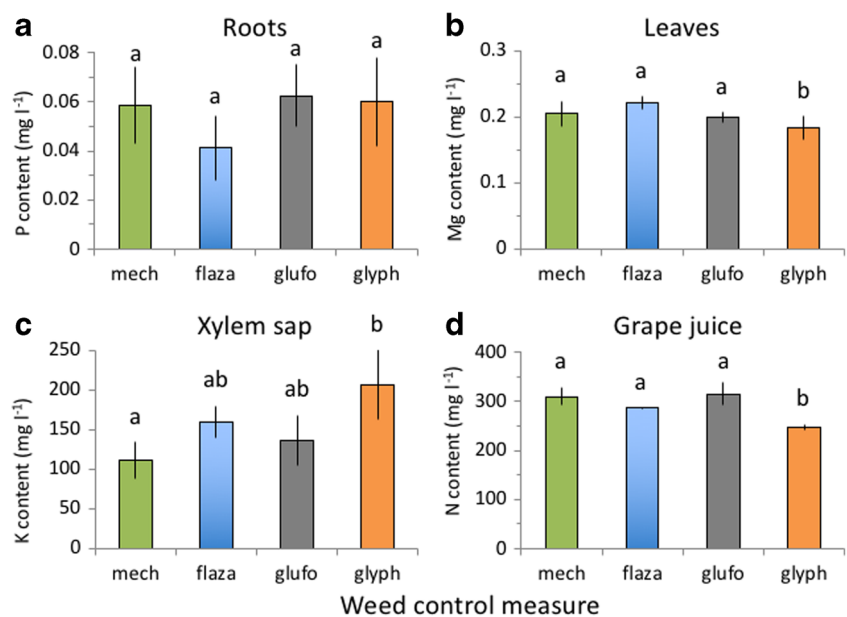 a
Roots
P content (mg l-1)
0.08
0.06
0.04
0.02
0
a
a
a
a
mech flaza glufo glyph
b
Leaves
Mg content (mg l-1)
0.3
0.2
0.1
0
a
a
a
b
mech flaza glufo glyph
c
Xylem sap
K content (mg l-1)
250
200
150
100
50
0
a
ab
ab
b
mech flaza glufo glyph
d
Grape juice
N content (mg l-1)
400
300
200
100
0
a
a
a
b
mech flaza glufo glyph
Weed control measure